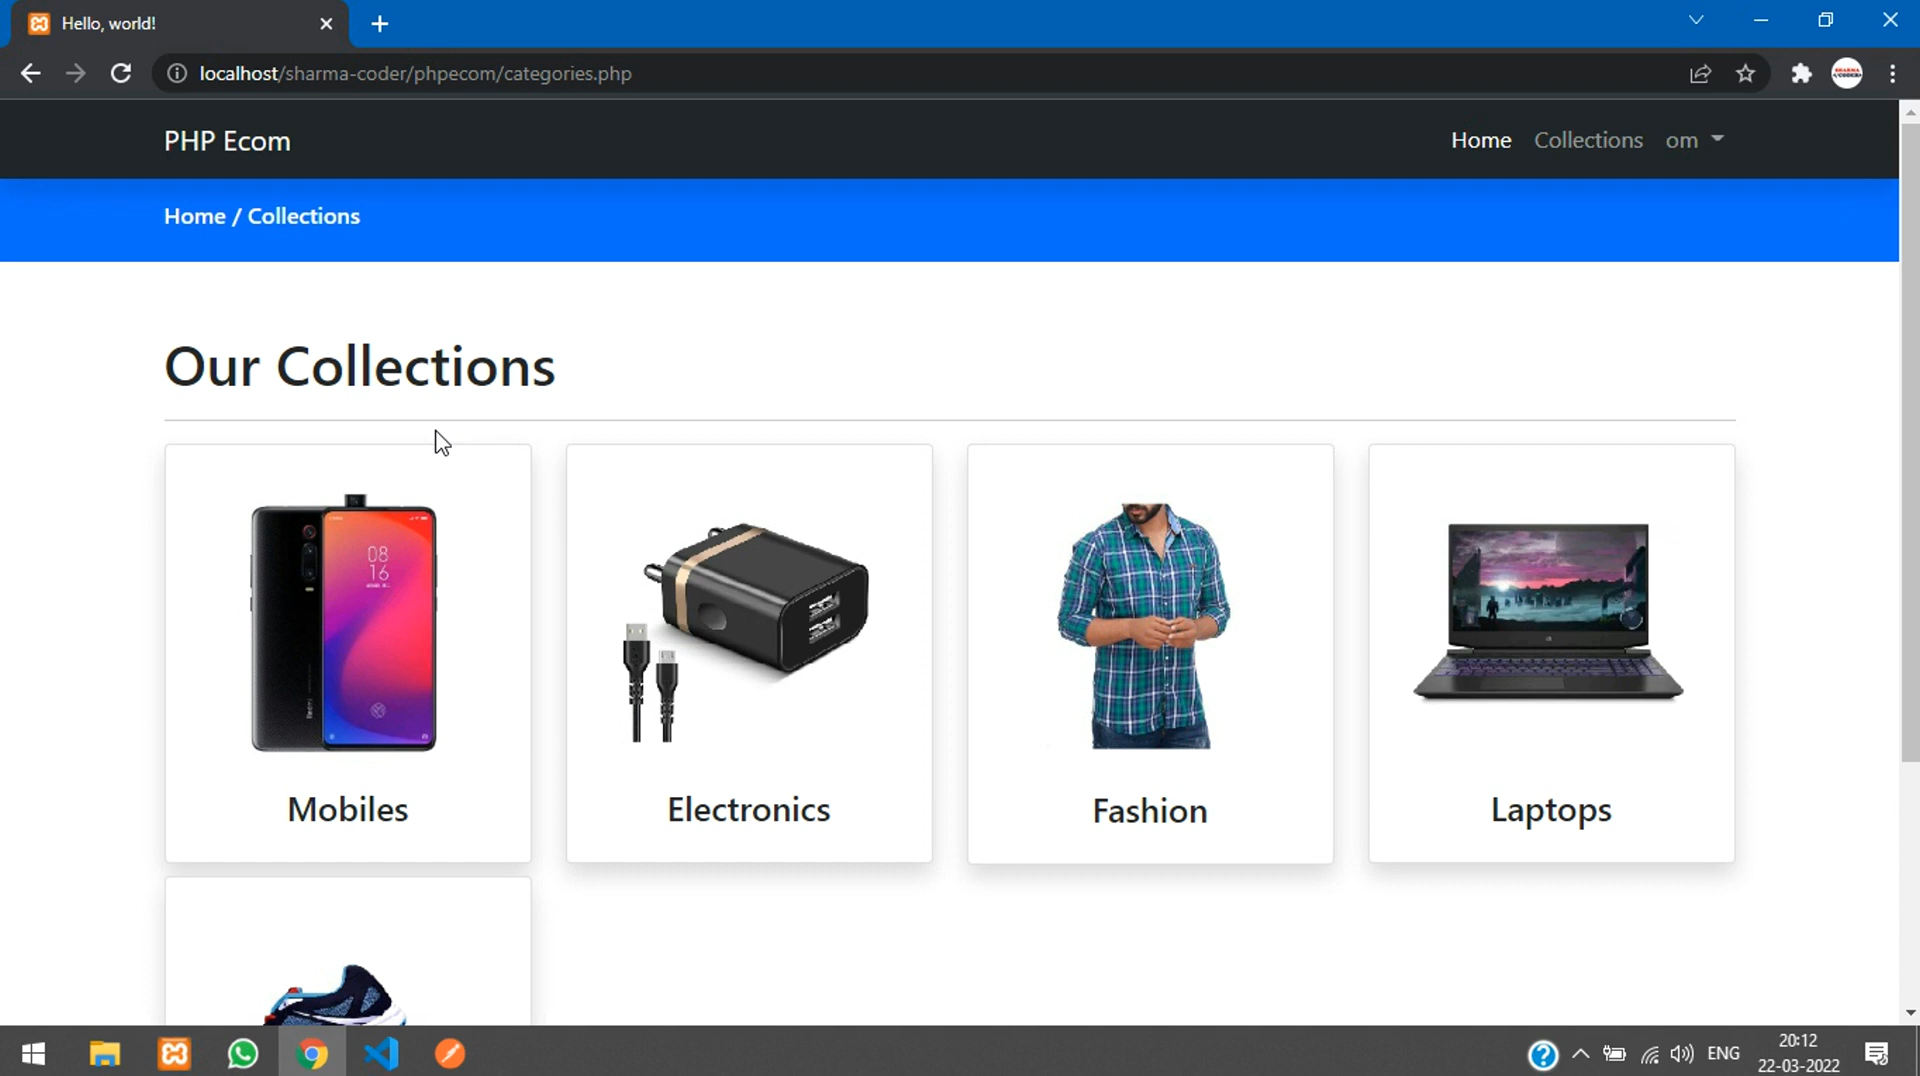 Hello, world!
localhost/sharma-coder/phpecom/categories.php
PHP Ecom
Home Collections om
Home / Collections
Our Collections
08
16
Redmi
Mobiles
Electronics
Fashion
Laptops
ENG
20:12
22-03-2022